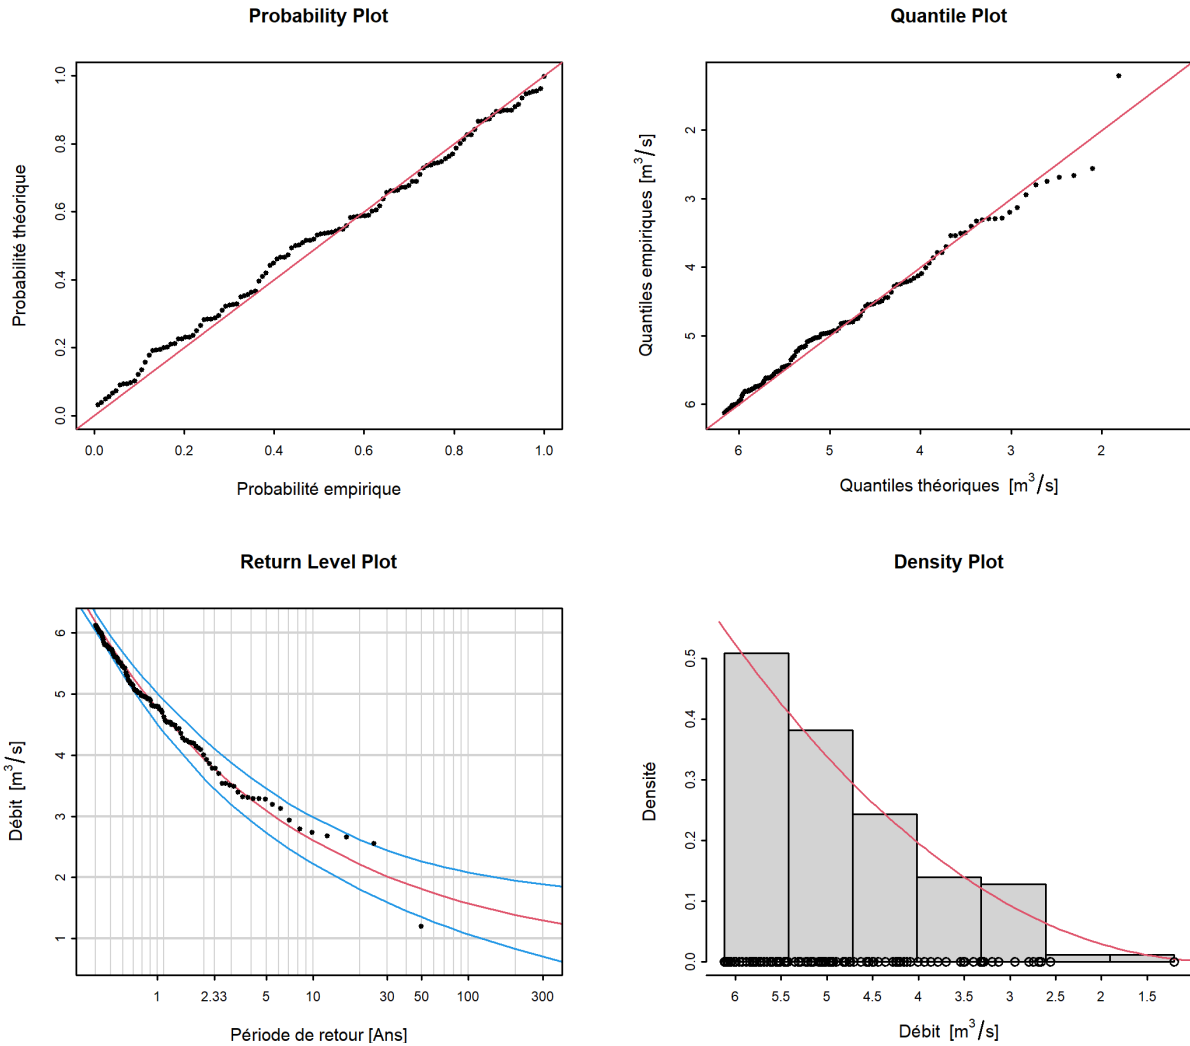 Probability Plot
Probabilité théorique
0.0 0.2 0.4 0.6 0.8 1.0
0.0 0.2 0.4 0.6 0.8 1.0
Probabilité empirique
Quantile Plot
Quantiles empiriques [m³/s]
2 3 4 5 6
6 5 4 3 2
Quantiles théoriques [m³/s]
Return Level Plot
Débit [m³/s]
6 5 4 3 2 1
1 2.33 5 10 30 50 100 300
Période de retour [Ans]
Density Plot
Densité
0.0 0.1 0.2 0.3 0.4 0.5
6 5.5 5 4.5 4 3.5 3 2.5 2 1.5
Débit [m³/s]